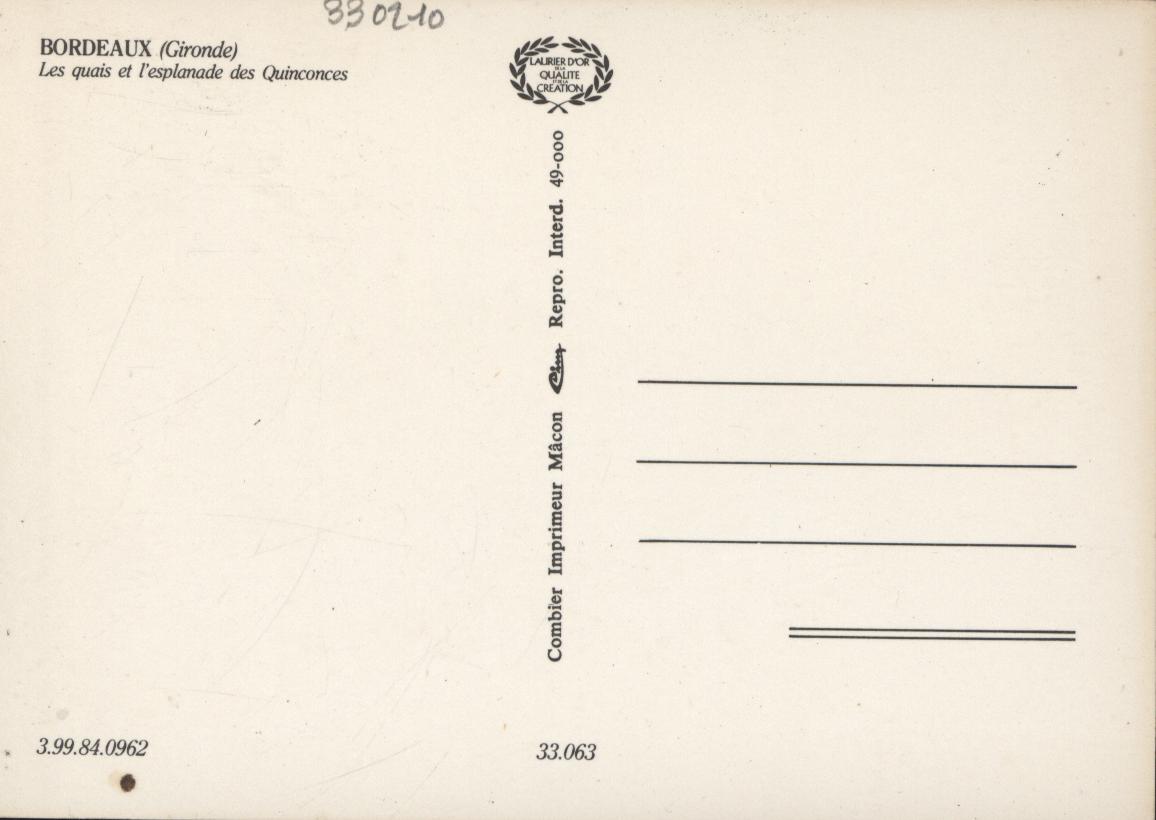 330210
BORDEAUX (Gironde)
Les quais et l'esplanade des Quinconces
LAURIER D'OR
DE LA
QUALITE
ET DE LA
CREATION
Combier Imprimeur Mâcon Cim Repro. Interd. 49-000
3.99.84.0962
33.063